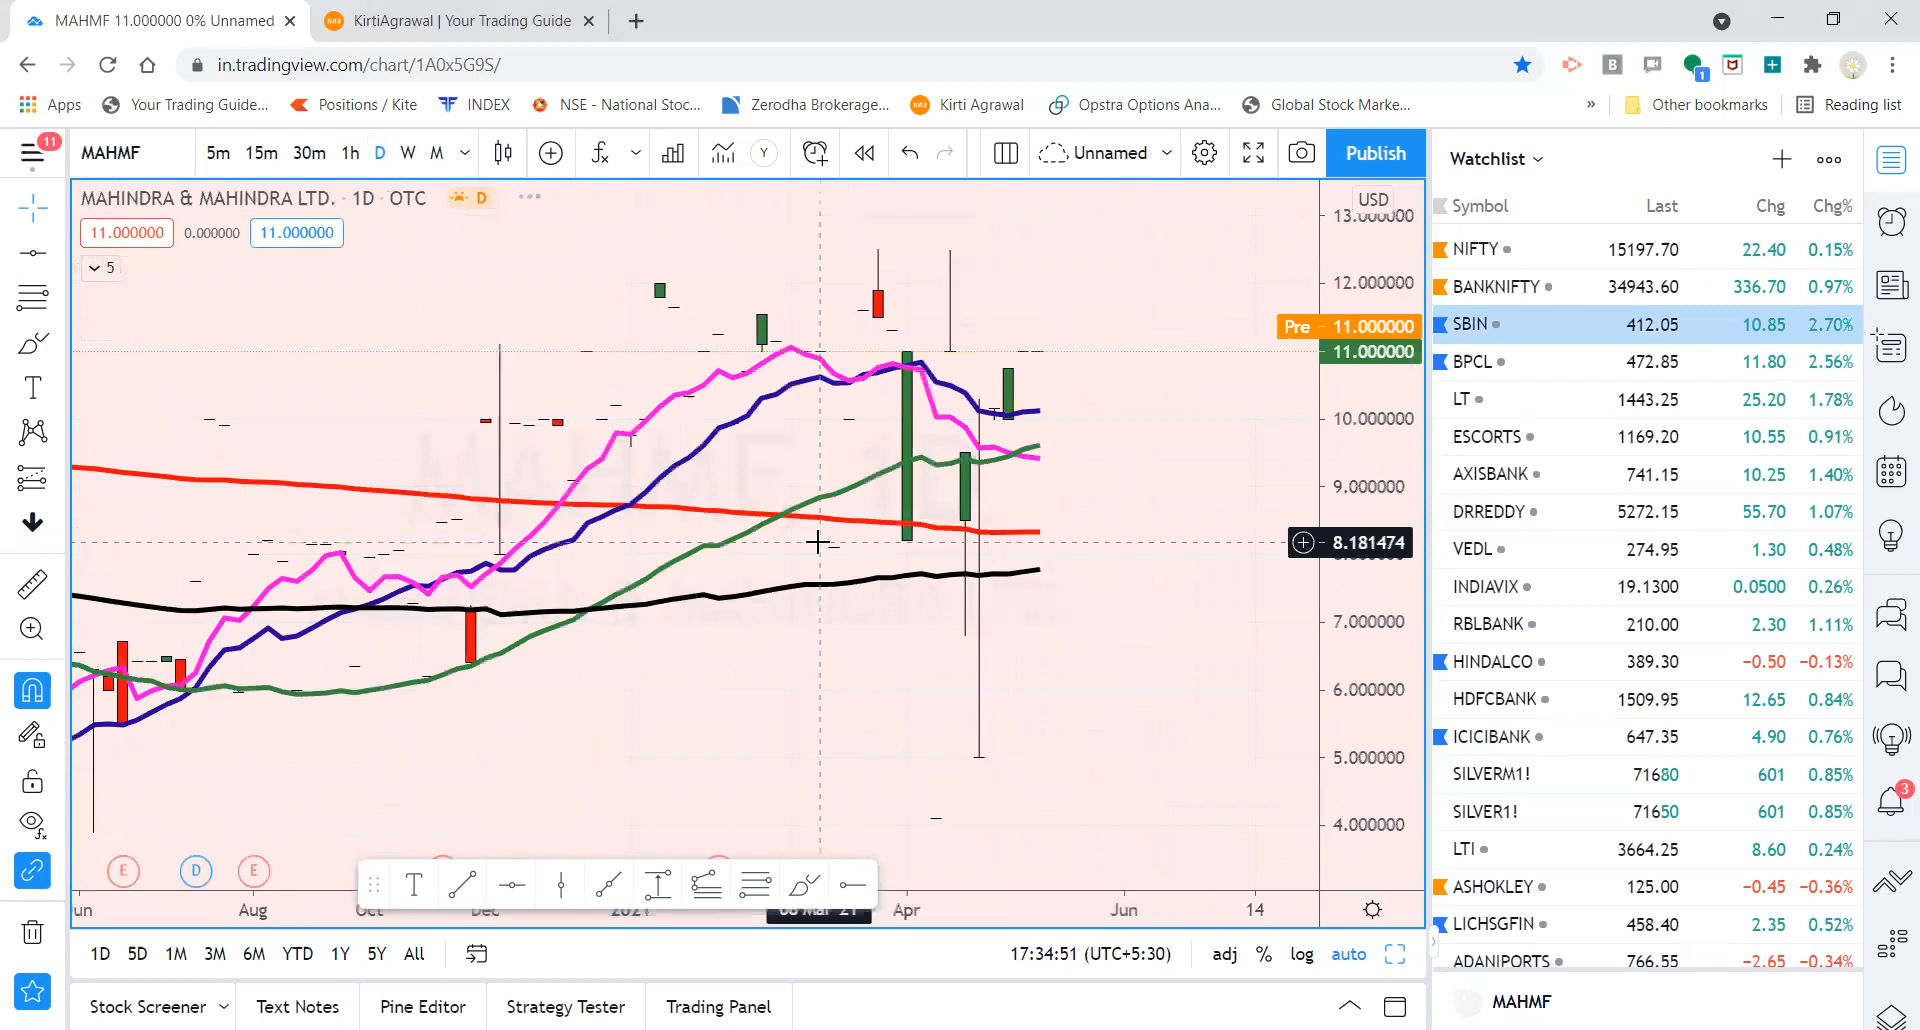 MAHMF 11.000000 0% Unnamed
KirtiAgrawal | Your Trading Guide
in.tradingview.com/chart/1A0x5G9S/
Apps Your Trading Guide... Positions / Kite INDEX NSE - National Stoc... Zerodha Brokerage... Kirti Agrawal Opstra Options Ana... Global Stock Marke... » Other bookmarks Reading list
11
MAHMF 5m 15m 30m 1h D W M Y Unnamed Publish
MAHINDRA & MAHINDRA LTD. · 1D · OTC D
11.000000 0.000000 11.000000
5
USD
13.000000
12.000000
Pre 11.000000
11.000000
10.000000
9.000000
8.181474
7.000000
6.000000
5.000000
4.000000
E D E
Aug Oct Dec 2021 08 Mar '21 Apr Jun 14
1D 5D 1M 3M 6M YTD 1Y 5Y All
17:34:51 (UTC+5:30) adj % log auto
Stock Screener Text Notes Pine Editor Strategy Tester Trading Panel
Watchlist
Symbol Last Chg Chg%
NIFTY 15197.70 22.40 0.15%
BANKNIFTY 34943.60 336.70 0.97%
SBIN 412.05 10.85 2.70%
BPCL 472.85 11.80 2.56%
LT 1443.25 25.20 1.78%
ESCORTS 1169.20 10.55 0.91%
AXISBANK 741.15 10.25 1.40%
DRREDDY 5272.15 55.70 1.07%
VEDL 274.95 1.30 0.48%
INDIAVIX 19.1300 0.0500 0.26%
RBLBANK 210.00 2.30 1.11%
HINDALCO 389.30 −0.50 −0.13%
HDFCBANK 1509.95 12.65 0.84%
ICICIBANK 647.35 4.90 0.76%
SILVERM1! 71680 601 0.85%
SILVER1! 71650 601 0.85%
LTI 3664.25 8.60 0.24%
ASHOKLEY 125.00 −0.45 −0.36%
LICHSGFIN 458.40 2.35 0.52%
ADANIPORTS 766.55 −2.65 −0.34%
MAHMF
3